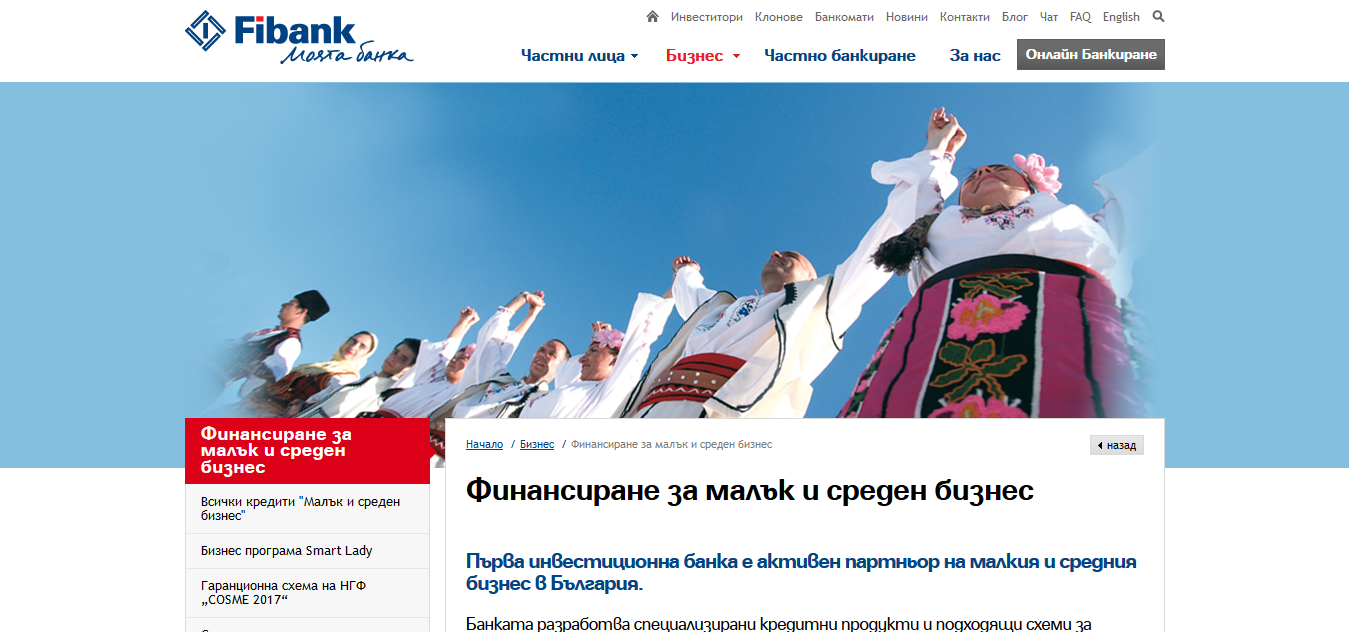 Fibank
Моята банка
Инвеститори Клонове Банкомати Новини Контакти Блог Чат FAQ English
Частни лица Бизнес Частно банкиране За нас Онлайн Банкиране
Финансиране за
малък и среден
бизнес
Всички кредити "Малък и среден
бизнес"
Бизнес програма Smart Lady
Гаранционна схема на НГФ
„COSME 2017“
Начало / Бизнес / Финансиране за малък и среден бизнес
назад
Финансиране за малък и среден бизнес
Първа инвестиционна банка е активен партньор на малкия и средния
бизнес в България.
Банката разработва специализирани кредитни продукти и подходящи схеми за